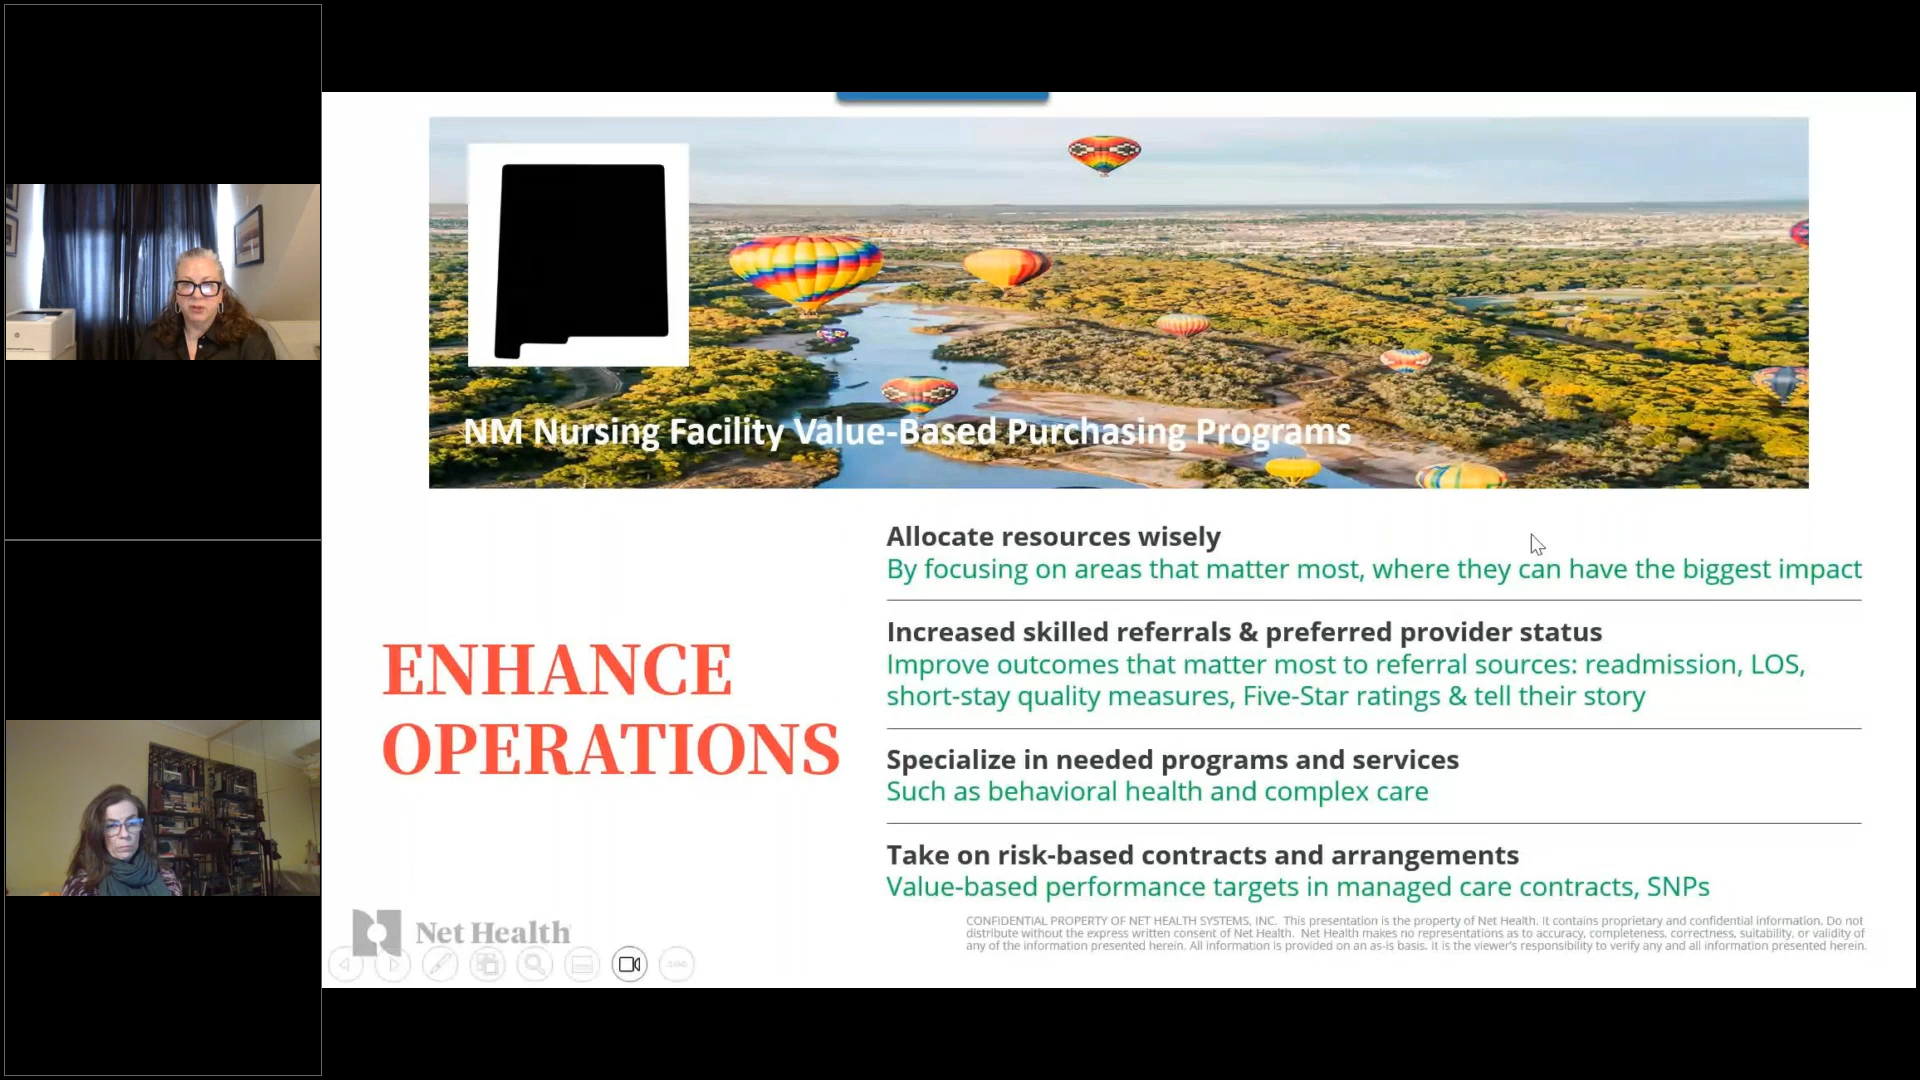 NM Nursing Facility Value-Based Purchasing Programs
ENHANCE
OPERATIONS
Allocate resources wisely
By focusing on areas that matter most, where they can have the biggest impact
Increased skilled referrals & preferred provider status
Improve outcomes that matter most to referral sources: readmission, LOS,
short-stay quality measures, Five-Star ratings & tell their story
Specialize in needed programs and services
Such as behavioral health and complex care
Take on risk-based contracts and arrangements
Value-based performance targets in managed care contracts, SNPs
Net Health
CONFIDENTIAL PROPERTY OF NET HEALTH SYSTEMS, INC. This presentation is the property of Net Health. It contains proprietary and confidential information. Do not
distribute without the express written consent of Net Health. Net Health makes no representations as to accuracy, completeness, correctness, suitability, or validity of
any of the information presented herein. All information is provided on an as-is basis. It is the viewer's responsibility to verify any and all information presented herein.